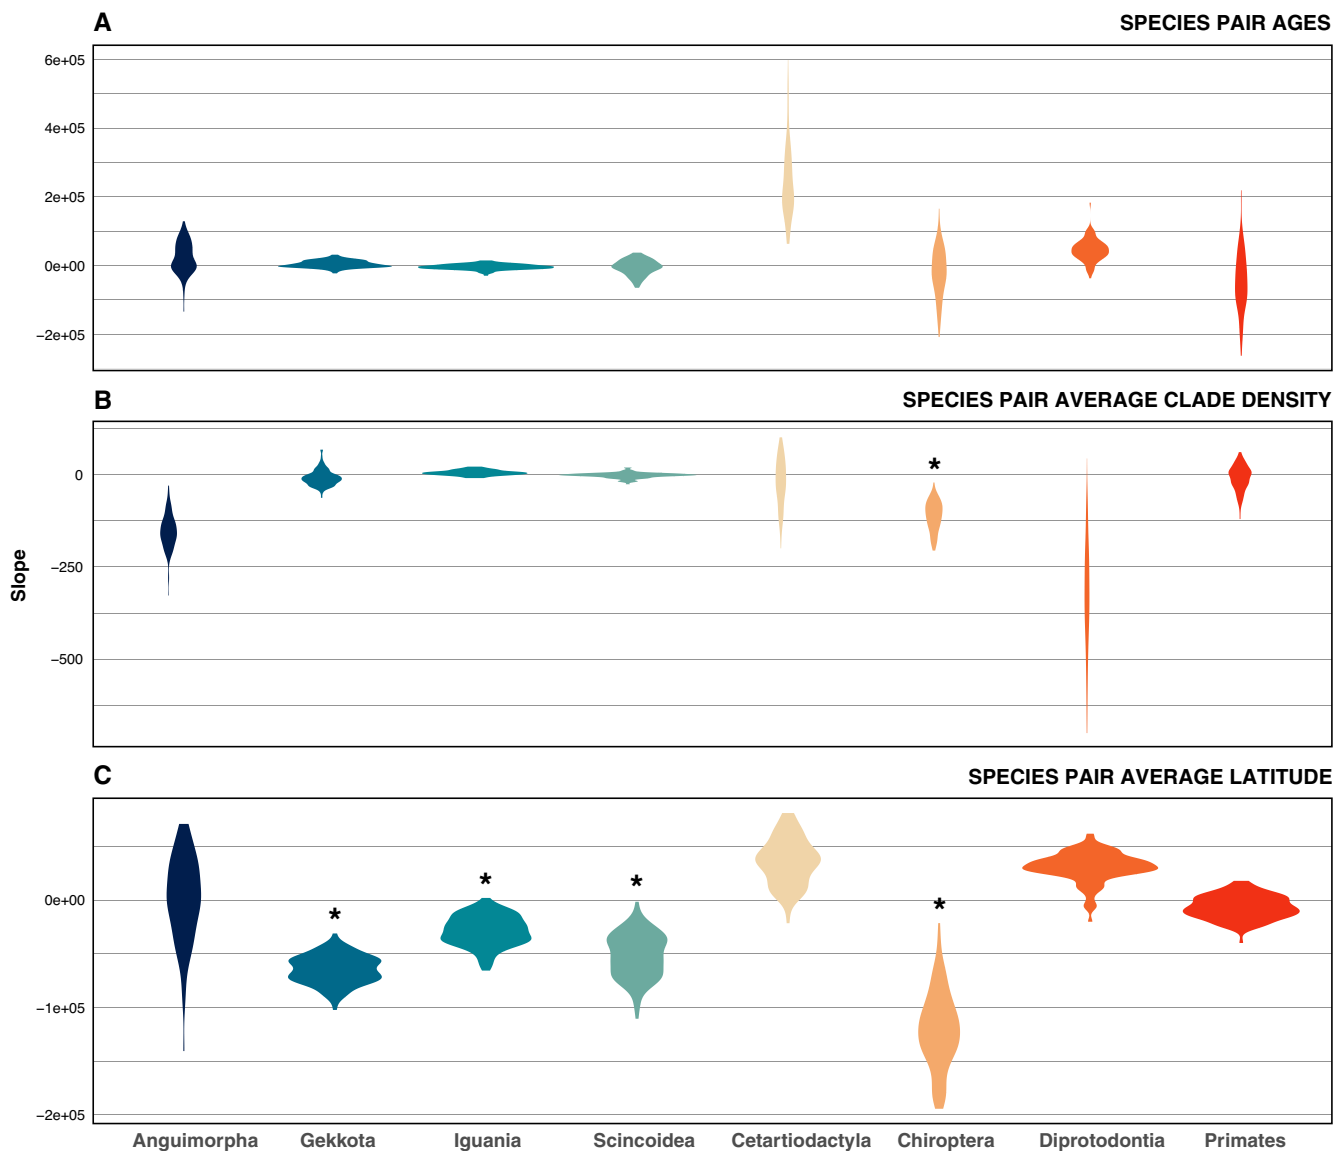 A
SPECIES PAIR AGES
6e+05
4e+05
2e+05
0e+00
−2e+05
B
SPECIES PAIR AVERAGE CLADE DENSITY
*
0
−250
−500
Slope
C
SPECIES PAIR AVERAGE LATITUDE
* * * *
0e+00
−1e+05
−2e+05
Anguimorpha Gekkota Iguania Scincoidea Cetartiodactyla Chiroptera Diprotodontia Primates